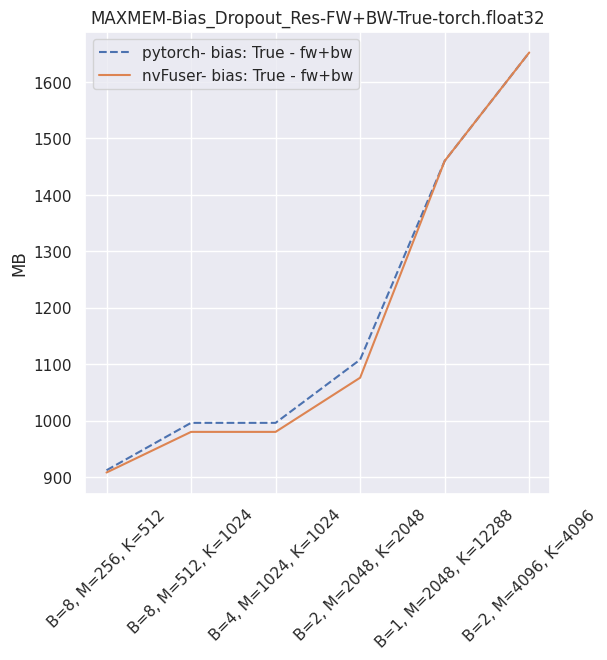 MAXMEM-Bias_Dropout_Res-FW+BW-True-torch.float32
pytorch- bias: True - fw+bw
nvFuser- bias: True - fw+bw
MB
1600
1500
1400
1300
1200
1100
1000
900
B=8, M=256, K=512
B=8, M=512, K=1024
B=4, M=1024, K=1024
B=2, M=2048, K=2048
B=1, M=2048, K=12288
B=2, M=4096, K=4096